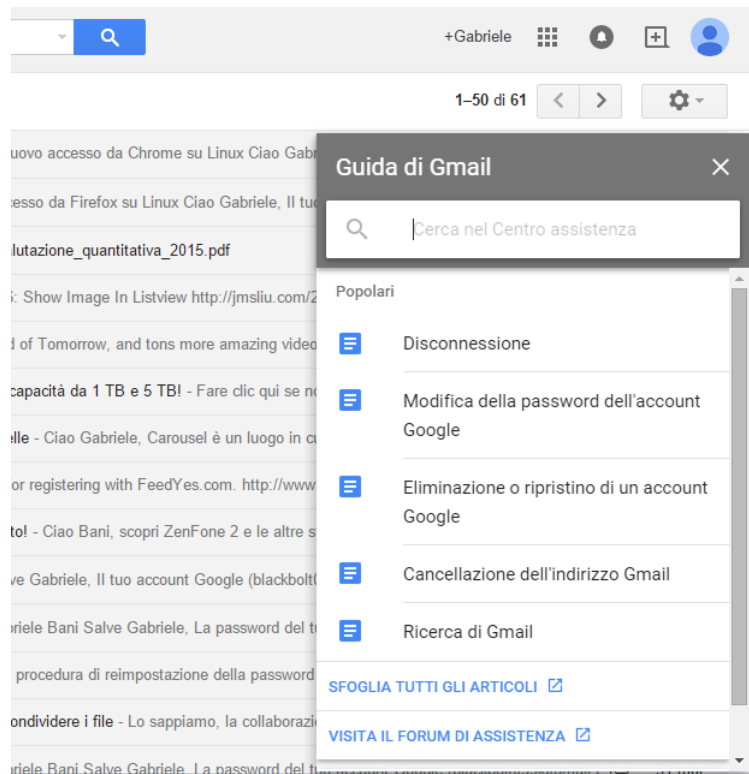 +Gabriele
1–50 di 61
uovo accesso da Chrome su Linux Ciao Gabr
esso da Firefox su Linux Ciao Gabriele, Il tuo
lutazione_quantitativa_2015.pdf
: Show Image In Listview http://jmsliu.com/2
of Tomorrow, and tons more amazing video
capacità da 1 TB e 5 TB! - Fare clic qui se no
lle - Ciao Gabriele, Carousel è un luogo in cu
or registering with FeedYes.com. http://www
to! - Ciao Bani, scopri ZenFone 2 e le altre s
ve Gabriele, Il tuo account Google (blackbolt
riele Bani Salve Gabriele, La password del tu
procedura di reimpostazione della password
ondividere i file - Lo sappiamo, la collaborazi
riele Bani Salve Gabriele, La password del
Guida di Gmail
Cerca nel Centro assistenza
Popolari
Disconnessione
Modifica della password dell'account
Google
Eliminazione o ripristino di un account
Google
Cancellazione dell'indirizzo Gmail
Ricerca di Gmail
SFOGLIA TUTTI GLI ARTICOLI
VISITA IL FORUM DI ASSISTENZA